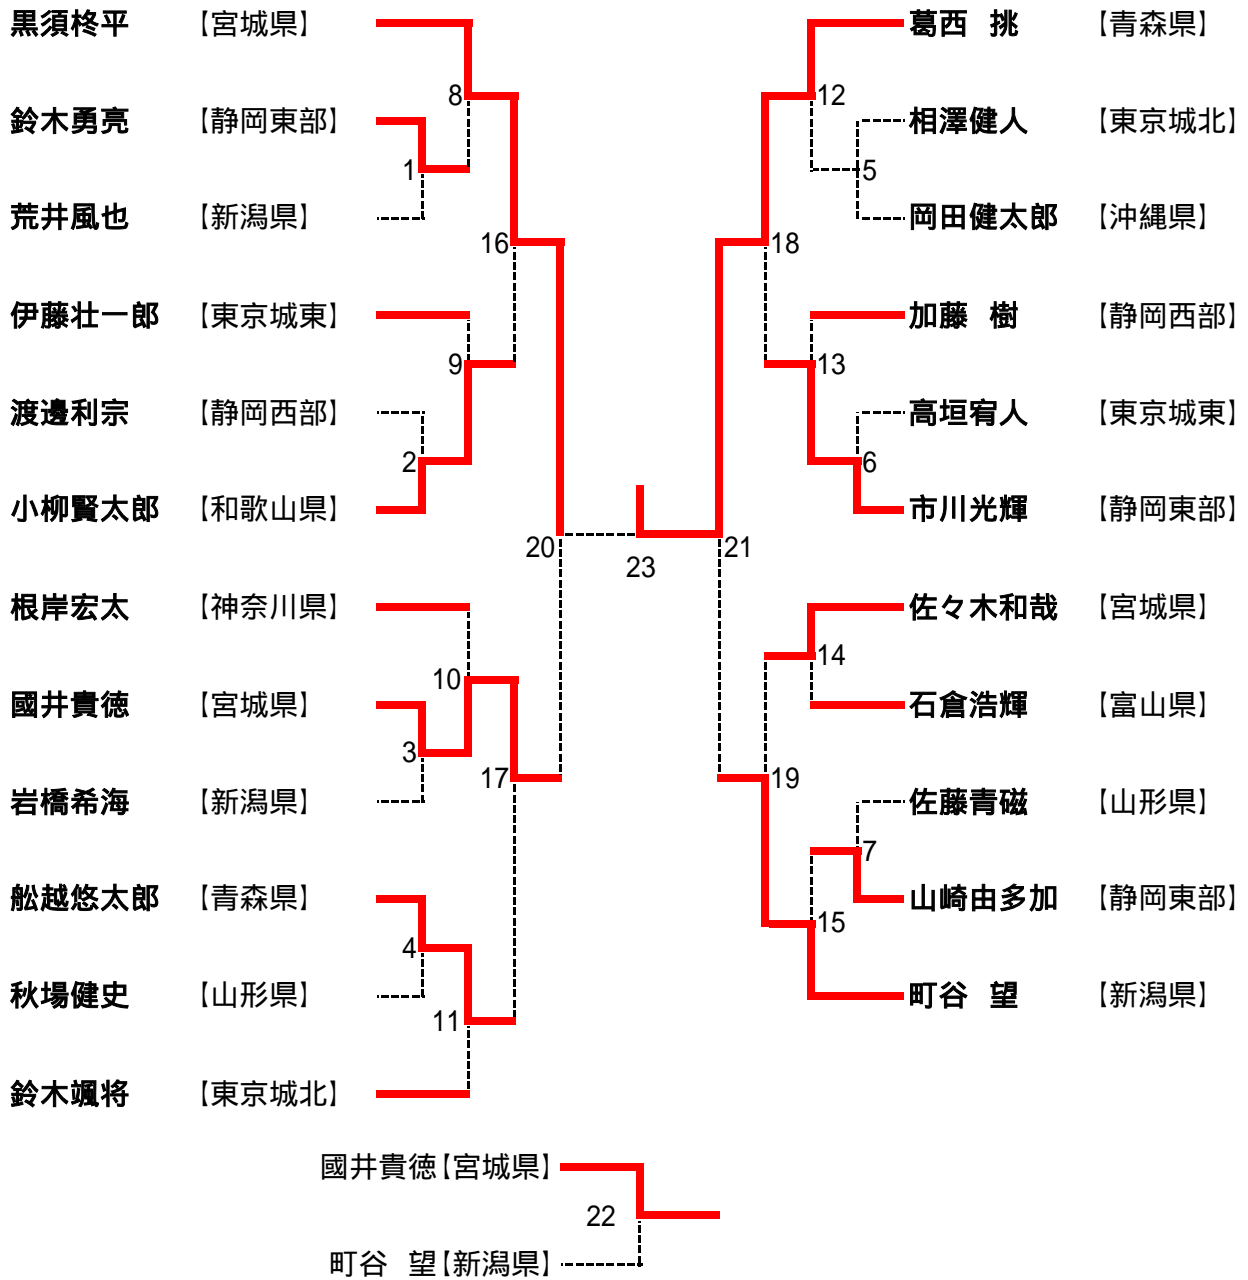 黒須柊平 【宮城県】
8
鈴木勇亮 【静岡東部】
1
荒井風也 【新潟県】
16
伊藤壮一郎 【東京城東】
9
渡邊利宗 【静岡西部】
2
小柳賢太郎 【和歌山県】
20
根岸宏太 【神奈川県】
10
國井貴徳 【宮城県】
3
17
岩橋希海 【新潟県】
舩越悠太郎 【青森県】
4
秋場健史 【山形県】
11
鈴木颯将 【東京城北】
23
葛西 挑 【青森県】
12
相澤健人 【東京城北】
5
岡田健太郎 【沖縄県】
18
加藤 樹 【静岡西部】
13
高垣宥人 【東京城東】
6
市川光輝 【静岡東部】
21
佐々木和哉 【宮城県】
14
石倉浩輝 【富山県】
19
佐藤青磁 【山形県】
7
山崎由多加 【静岡東部】
15
町谷 望 【新潟県】
國井貴徳【宮城県】
22
町谷 望【新潟県】